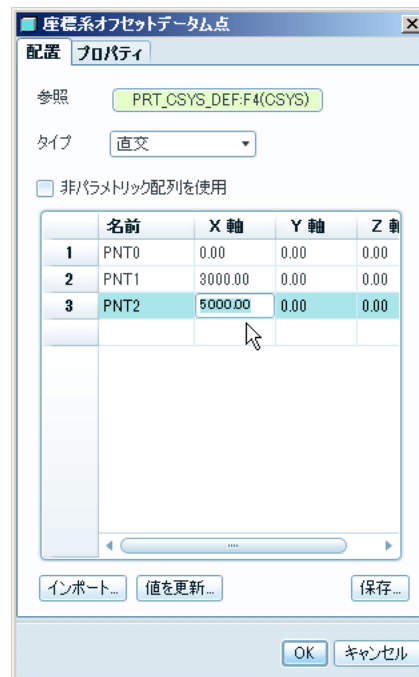 座標系オフセットデータム点
配置 プロパティ
参照 PRT_CSYS_DEF:F4(CSYS)
タイプ 直交
非パラメトリック配列を使用
名前 X 軸 Y 軸 Z 軸
1 PNT0 0.00 0.00 0.00
2 PNT1 3000.00 0.00 0.00
3 PNT2 5000.00 0.00 0.00
インポート... 値を更新... 保存...
OK キャンセル